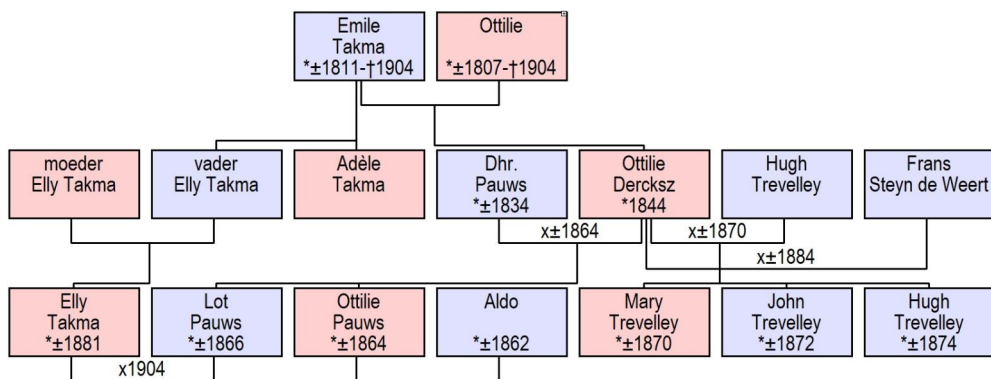 Emile
Takma
*±1811-†1904
Ottilie
*±1807-†1904
moeder
Elly Takma
vader
Elly Takma
Adèle
Takma
Dhr.
Pauws
*±1834
Ottilie
Dercksz
*1844
Hugh
Trevelley
Frans
Steyn de Weert
x±1864
x±1870
x±1884
Elly
Takma
*±1881
Lot
Pauws
*±1866
Ottilie
Pauws
*±1864
Aldo
*±1862
Mary
Trevelley
*±1870
John
Trevelley
*±1872
Hugh
Trevelley
*±1874
x1904